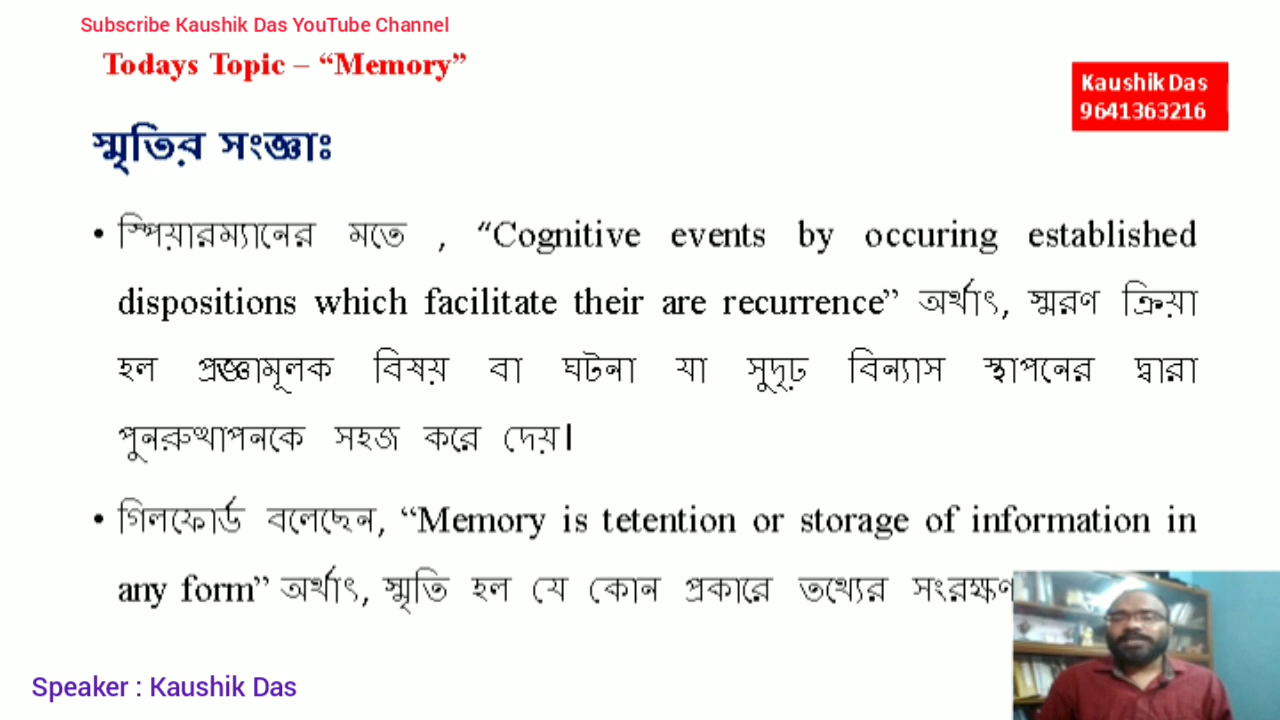 Subscribe Kaushik Das YouTube Channel
Todays Topic – “Memory”
Kaushik Das
9641363216
স্মৃতির সংজ্ঞাঃ
• স্পিয়ারম্যানের মতে , “Cognitive events by occuring established
dispositions which facilitate their are recurrence” অর্থাৎ, স্মরণ ক্রিয়া
হল প্রজ্ঞামূলক বিষয় বা ঘটনা যা সুদৃঢ় বিন্যাস স্থাপনের দ্বারা
পুনরুত্থাপনকে সহজ করে দেয়।
• গিলফোর্ড বলেছেন, “Memory is tetention or storage of information in
any form” অর্থাৎ, স্মৃতি হল যে কোন প্রকারে তথ্যের সংরক্ষণ
Speaker : Kaushik Das